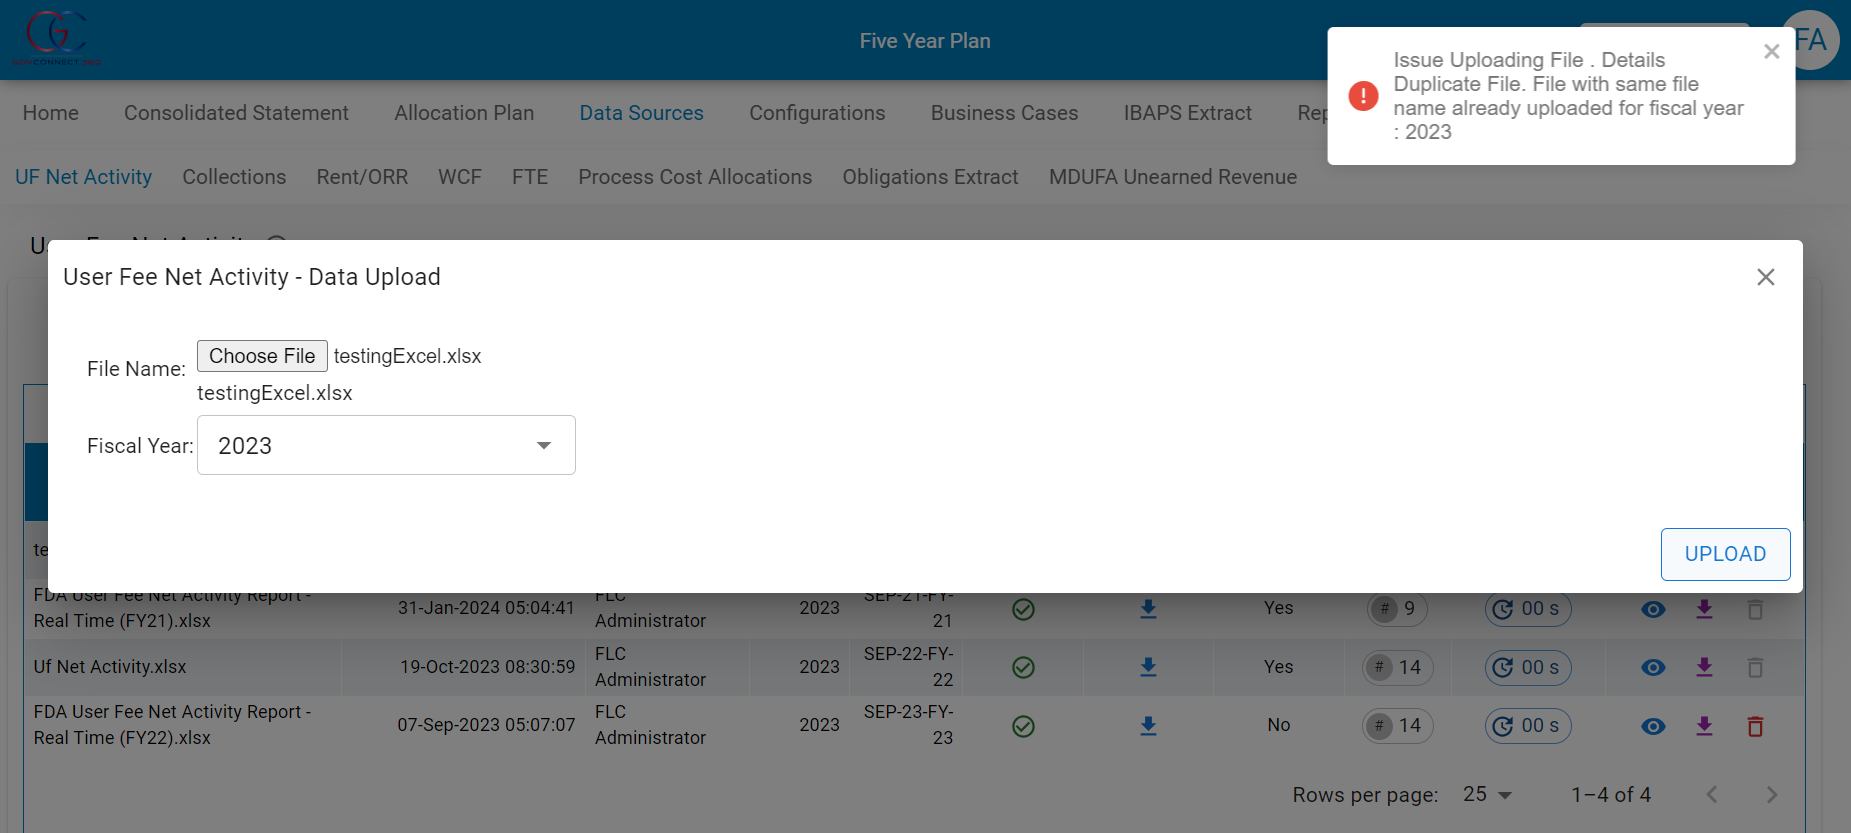 GOVCONNECT.PRO
Five Year Plan
FA
Issue Uploading File . Details
Duplicate File. File with same file
name already uploaded for fiscal year
: 2023
Home Consolidated Statement Allocation Plan Data Sources Configurations Business Cases IBAPS Extract Rep
UF Net Activity Collections Rent/ORR WCF FTE Process Cost Allocations Obligations Extract MDUFA Unearned Revenue
User Fee Net Activity - Data Upload
File Name: Choose File testingExcel.xlsx
testingExcel.xlsx
Fiscal Year: 2023
UPLOAD
te
FDA User Fee Net Activity Report - 31-Jan-2024 05:04:41 FLC 2023 SEP-21-FY- Yes # 9 00 s
Real Time (FY21).xlsx Administrator 21
Uf Net Activity.xlsx 19-Oct-2023 08:30:59 FLC 2023 SEP-22-FY- Yes # 14 00 s
Administrator 22
FDA User Fee Net Activity Report - 07-Sep-2023 05:07:07 FLC 2023 SEP-23-FY- No # 14 00 s
Real Time (FY22).xlsx Administrator 23
Rows per page: 25 1–4 of 4